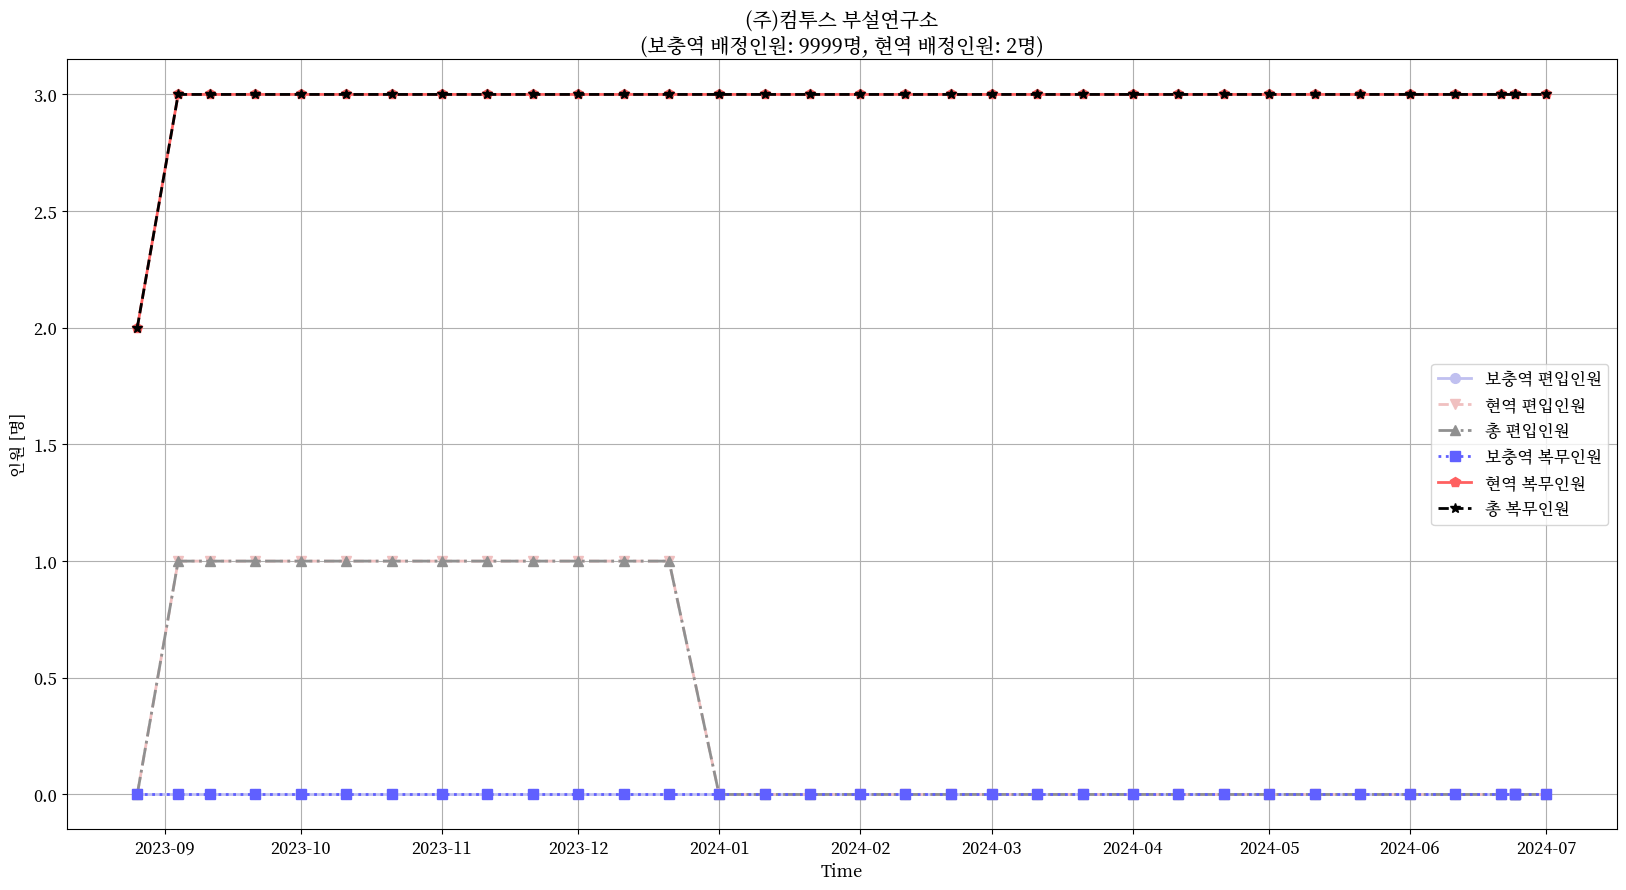 (주)컴투스 부설연구소
(보충역 배정인원: 9999명, 현역 배정인원: 2명)
인원 [명]
3.0
2.5
2.0
1.5
1.0
0.5
0.0
보충역 편입인원
현역 편입인원
총 편입인원
보충역 복무인원
현역 복무인원
총 복무인원
2023-09 2023-10 2023-11 2023-12 2024-01 2024-02 2024-03 2024-04 2024-05 2024-06 2024-07
Time